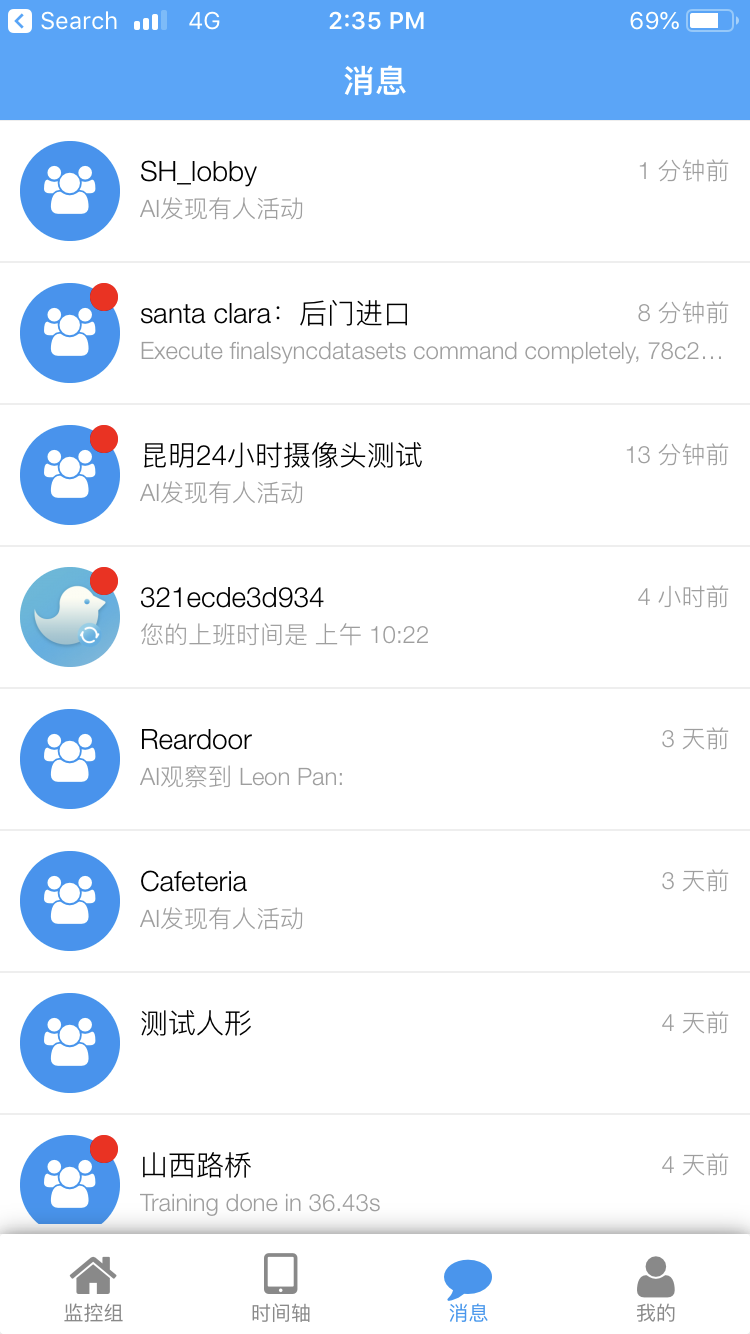 Search 4G 2:35 PM 69%
消息
SH_lobby 1 分钟前
AI发现有人活动
santa clara：后门进口 8 分钟前
Execute finalsyncdatasets command completely, 78c2...
昆明24小时摄像头测试 13 分钟前
AI发现有人活动
321ecde3d934 4 小时前
您的上班时间是 上午 10:22
Reardoor 3 天前
AI观察到 Leon Pan:
Cafeteria 3 天前
AI发现有人活动
测试人形 4 天前
山西路桥 4 天前
Training done in 36.43s
监控组 时间轴 消息 我的